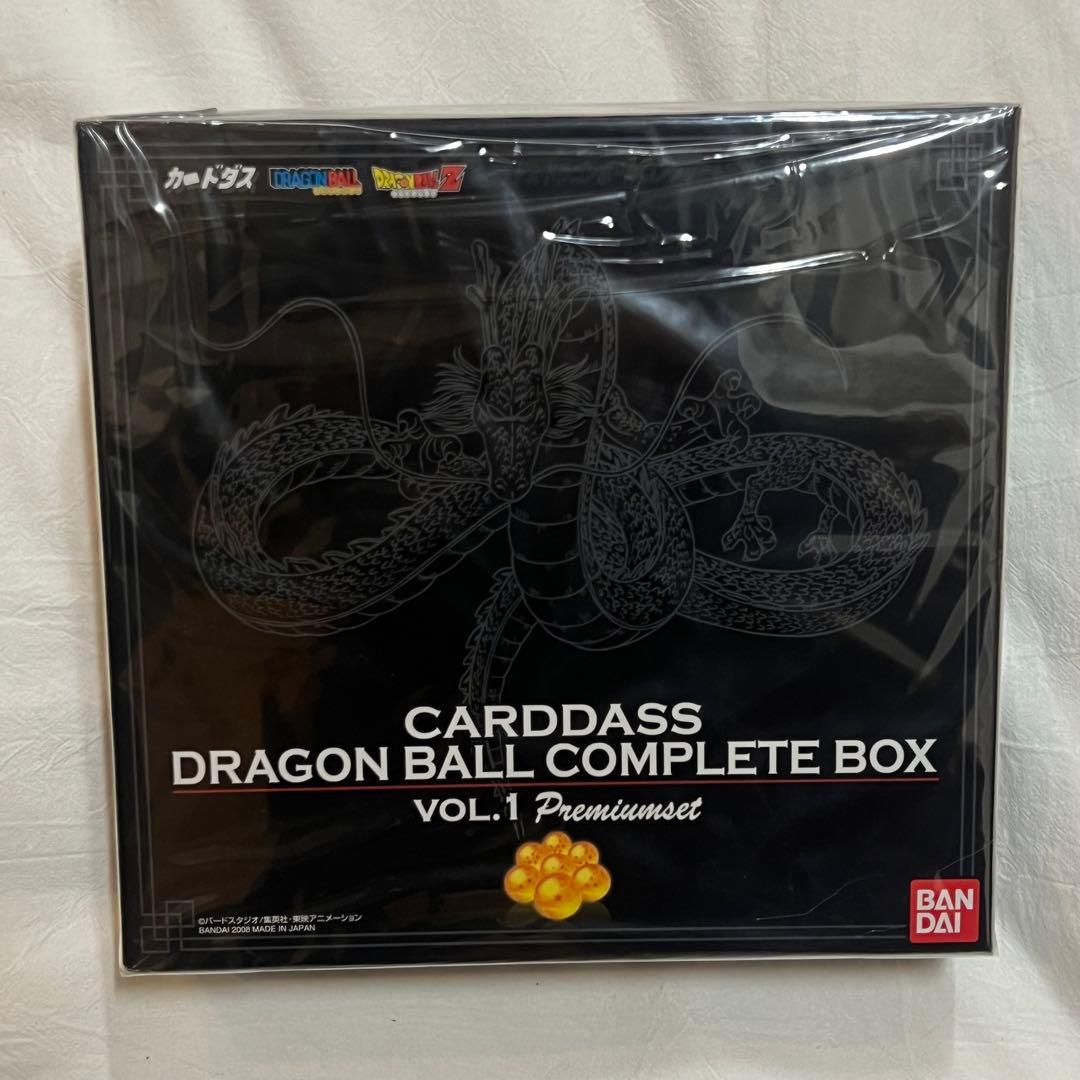 カードダス DRAGON BALL DRAGON BALL Z
CARDDASS
DRAGON BALL COMPLETE BOX
VOL.1 Premiumset
©バードスタジオ/集英社・東映アニメーション
BANDAI 2008 MADE IN JAPAN
BAN
DAI